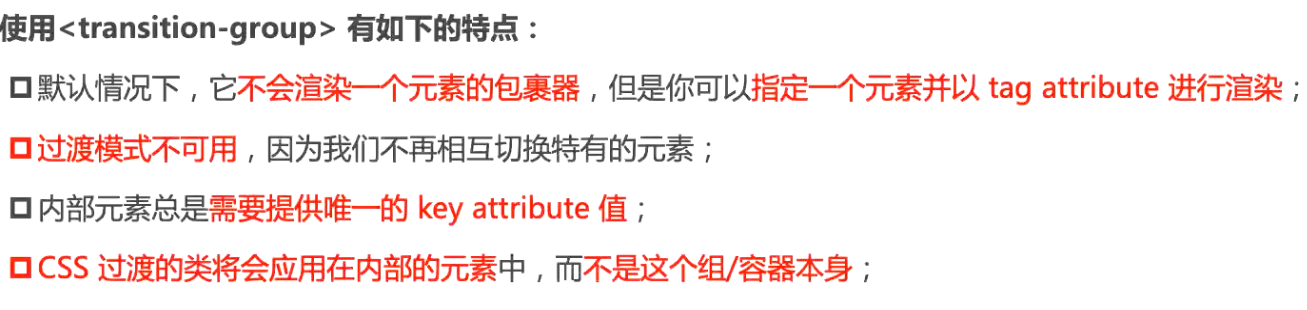 使用<transition-group> 有如下的特点：
默认情况下，它不会渲染一个元素的包裹器，但是你可以指定一个元素并以 tag attribute 进行渲染；
过渡模式不可用，因为我们不再相互切换特有的元素；
内部元素总是需要提供唯一的 key attribute 值；
CSS 过渡的类将会应用在内部的元素中，而不是这个组/容器本身；